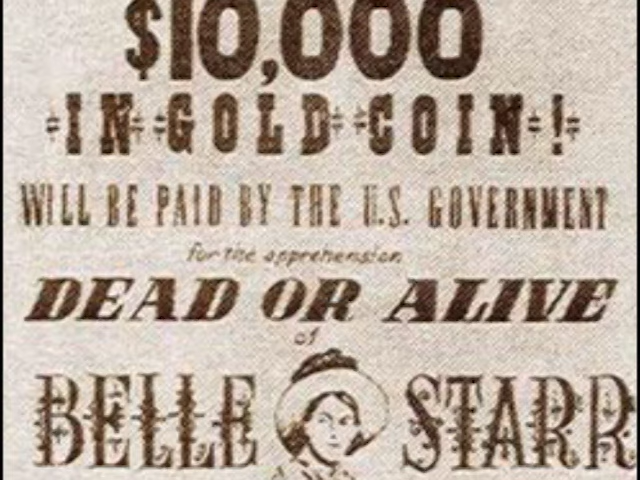 $10,000
IN GOLD COIN!
WILL BE PAID BY THE U.S. GOVERNMENT
for the apprehension
DEAD OR ALIVE
of
BELLE STARR